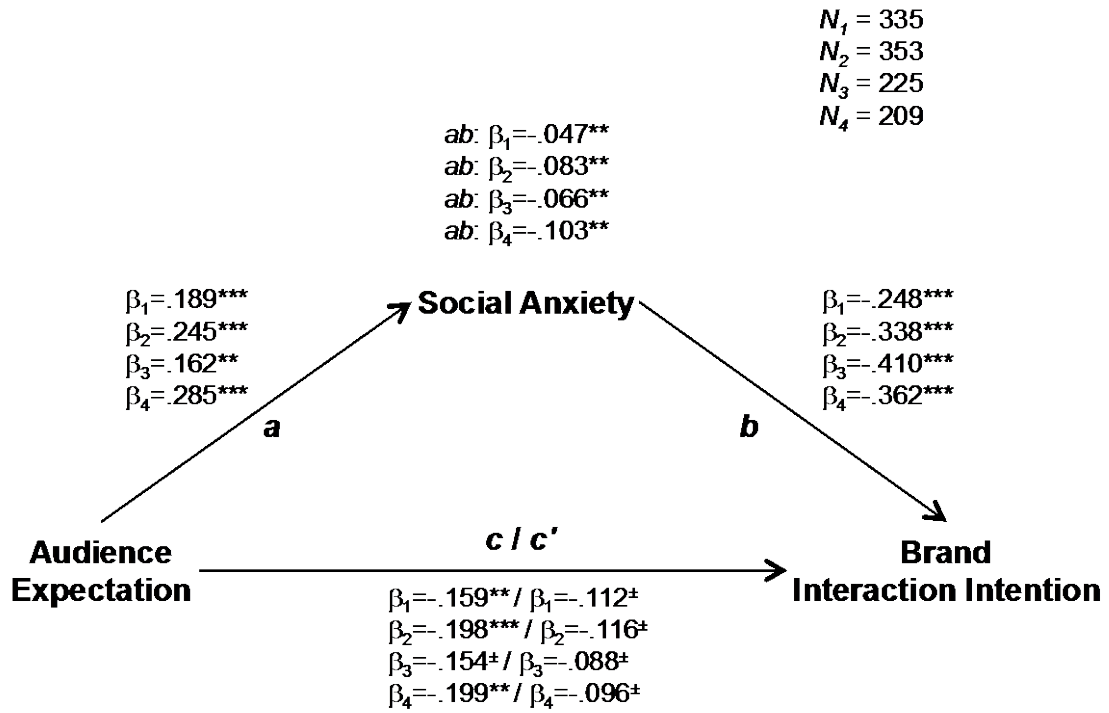 N₁ = 335
N₂ = 353
N₃ = 225
N₄ = 209
ab: β₁=-.047**
ab: β₂=-.083**
ab: β₃=-.066**
ab: β₄=-.103**
β₁=.189***
β₂=.245***
β₃=.162**
β₄=.285***
Social Anxiety
β₁=-.248***
β₂=-.338***
β₃=-.410***
β₄=-.362***
a
b
Audience
Expectation
c / c'
Brand
Interaction Intention
β₁=-.159** / β₁=-.112±
β₂=-.198*** / β₂=-.116±
β₃=-.154± / β₃=-.088±
β₄=-.199** / β₄=-.096±